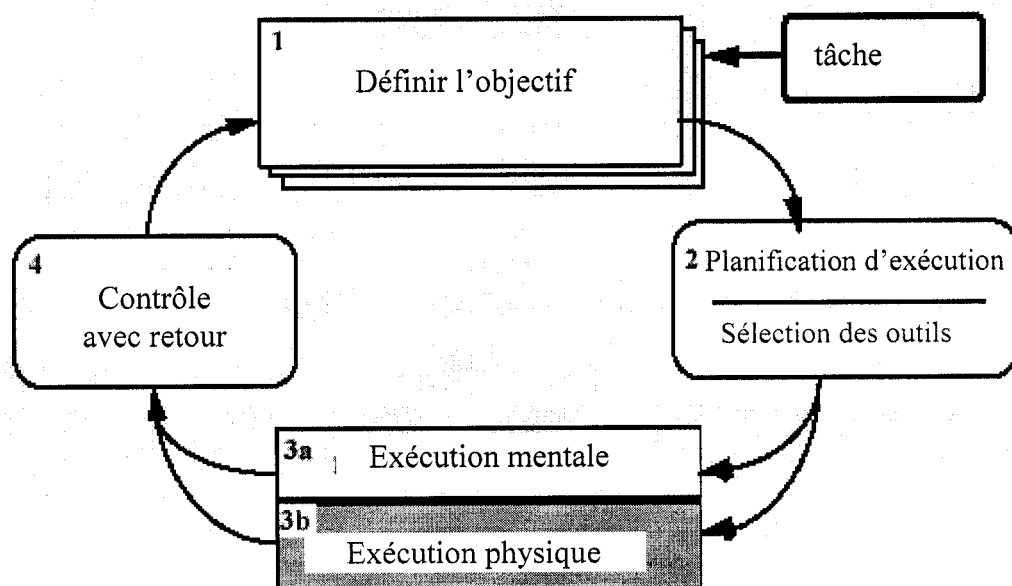 1
Définir l’objectif
tâche
2 Planification d’exécution
Sélection des outils
3a Exécution mentale
3b
Exécution physique
4
Contrôle
avec retour